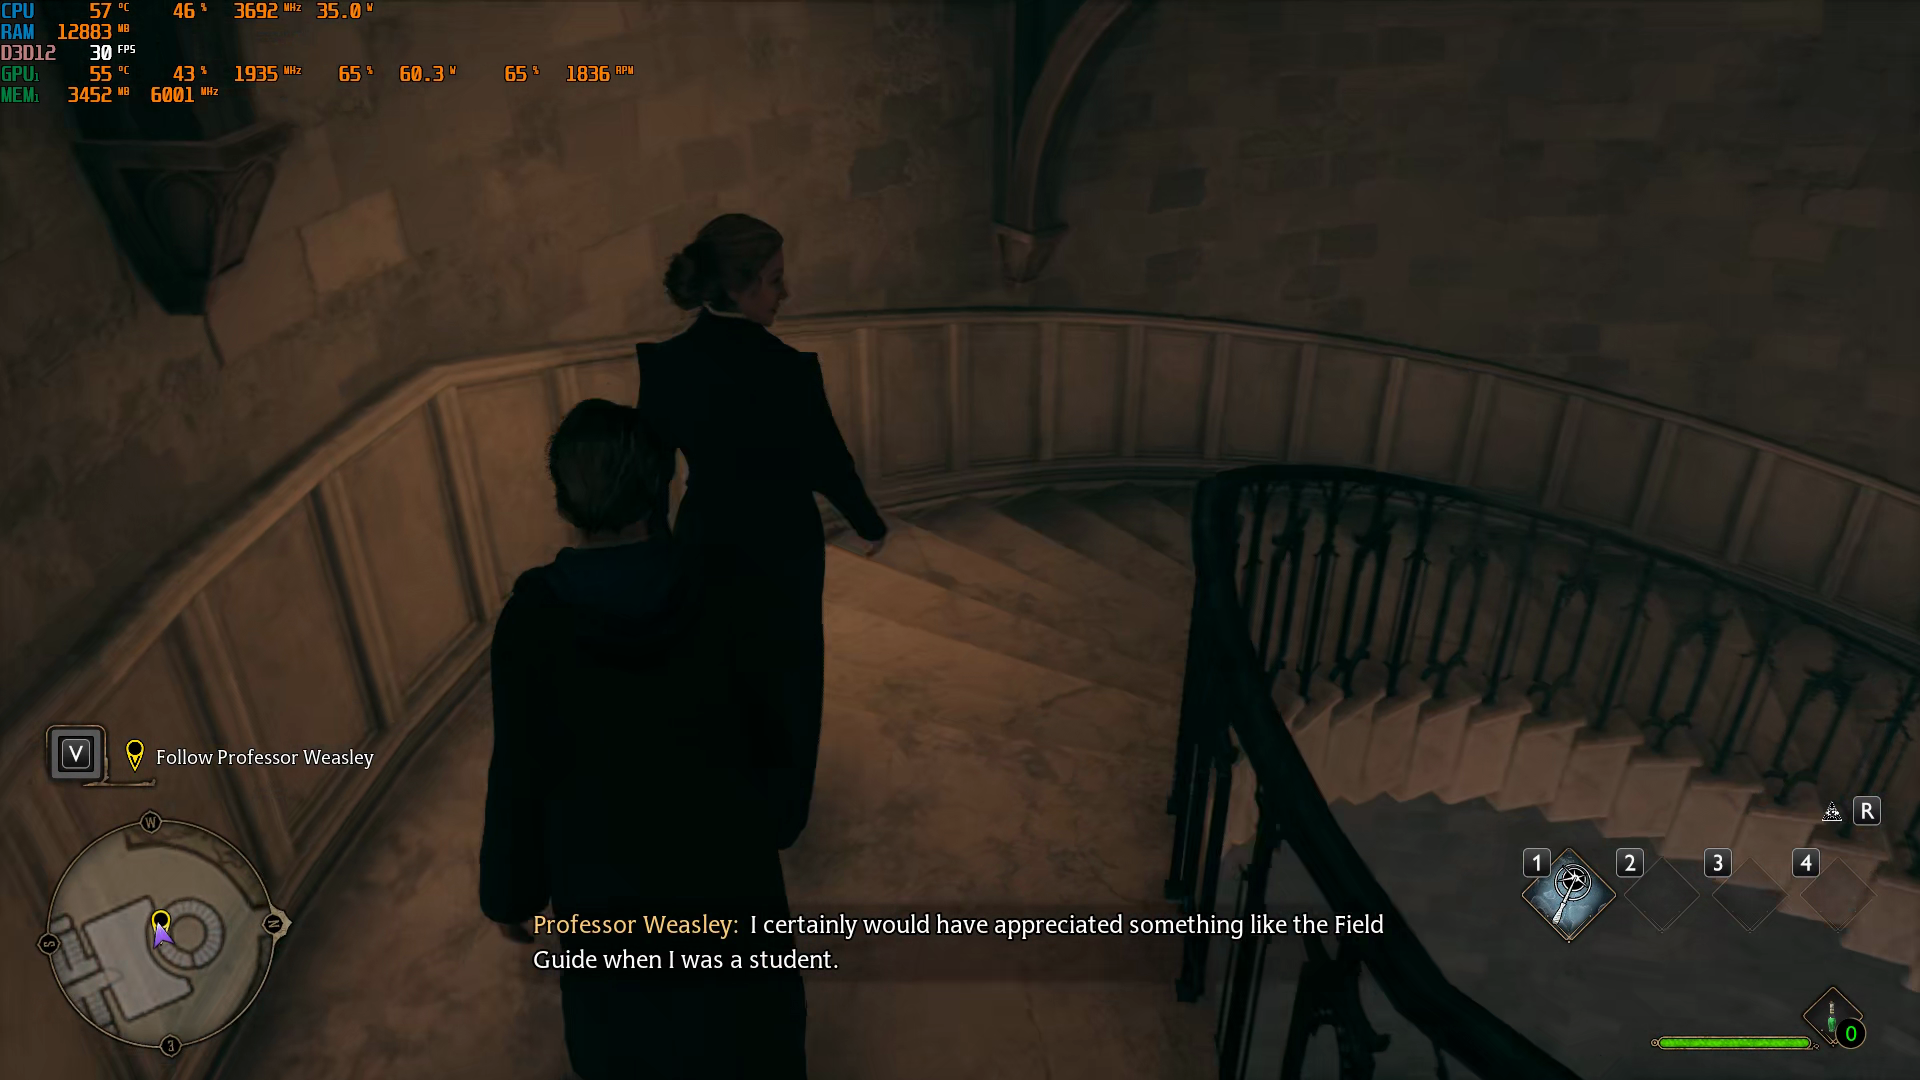 CPU 57 °C 46 % 3692 MHz 35.0 W
RAM 12883 MB
D3D12 30 FPS
GPU1 55 °C 43 % 1935 MHz 65 % 60.3 W 65 % 1836 RPM
MEM1 3452 MB 6001 MHz
V Follow Professor Weasley
W
N
S
E
R
1 2 3 4
Professor Weasley: I certainly would have appreciated something like the Field
Guide when I was a student.
0